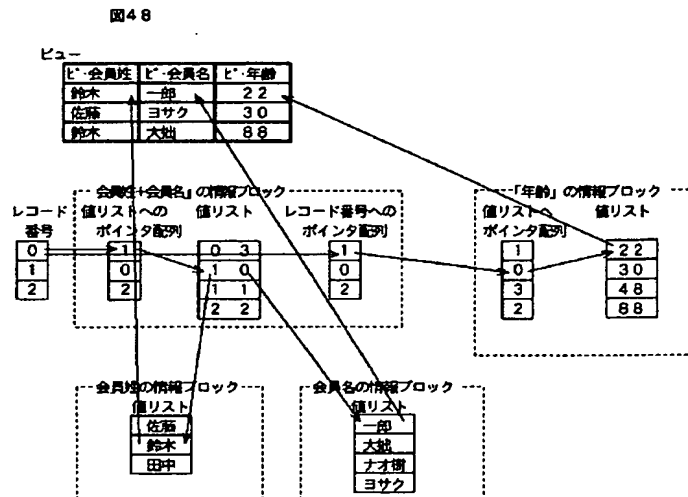 図48
ビュー
ビ・会員姓 ビ・会員名 ビ・年齢
鈴木 一郎 22
佐藤 ヨサク 30
鈴木 大拙 88
会員姓+会員名」の情報ブロック
「年齢」の情報ブロック
レコード番号 値リストへのポインタ配列 値リスト レコード番号へのポインタ配列
値リストへポインタ配列 値リスト
0 1 0 3 1
1 0 1 0 0
2 2 1 1 2
2 2
1 22
0 30
3 48
2 88
会員姓の情報ブロック
値リスト
佐藤
鈴木
田中
会員名の情報ブロック
値リスト
一郎
大拙
ナオ樹
ヨサク